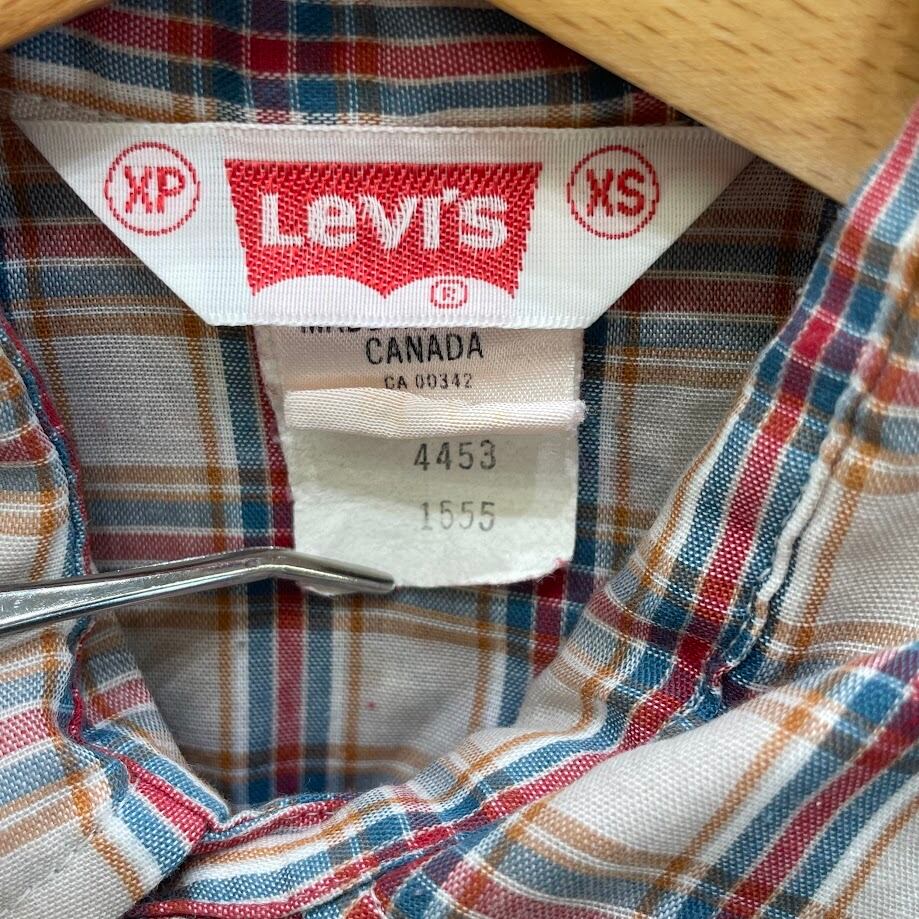 XP Levi's XS
®
CANADA
CA 00342
4453
1555